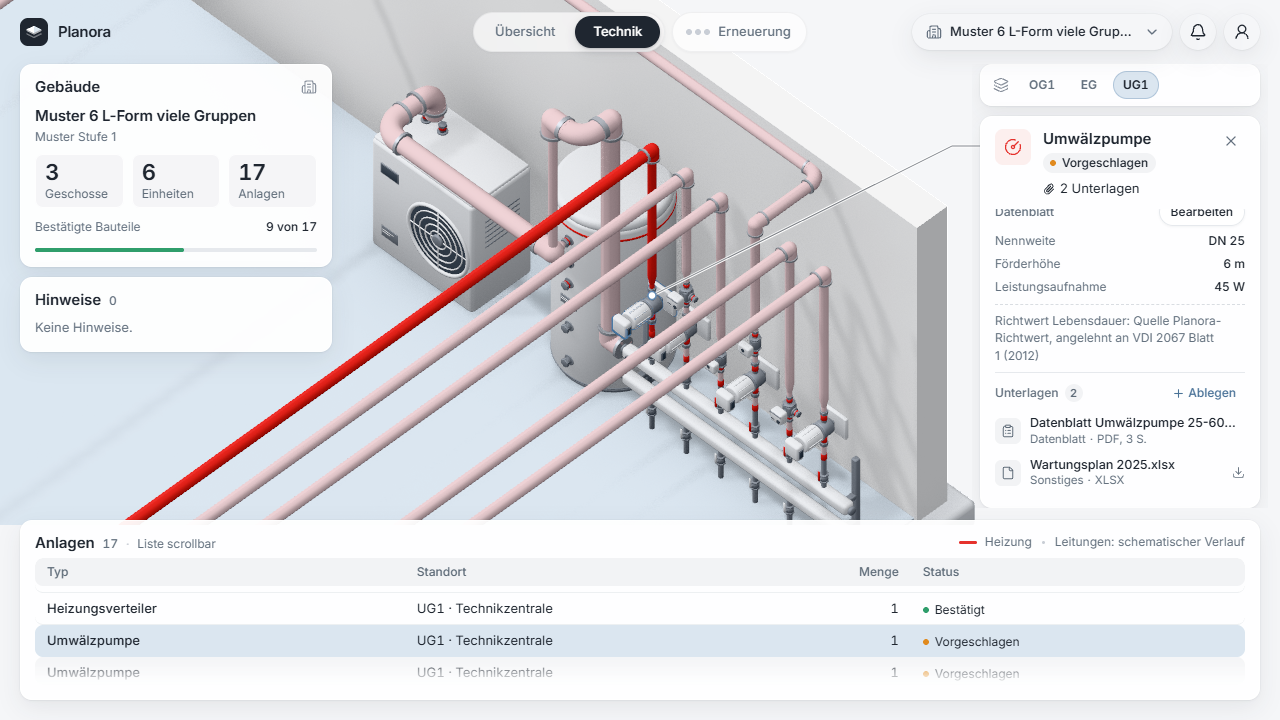 Planora
Übersicht
Technik
Erneuerung
Muster 6 L-Form viele Grup...
Gebäude
Muster 6 L-Form viele Gruppen
Muster Stufe 1
3
Geschosse
6
Einheiten
17
Anlagen
Bestätigte Bauteile
9 von 17
Hinweise 0
Keine Hinweise.
OG1
EG
UG1
Umwälzpumpe
Vorgeschlagen
2 Unterlagen
Datenblatt
Bearbeiten
Nennweite
DN 25
Förderhöhe
6 m
Leistungsaufnahme
45 W
Richtwert Lebensdauer: Quelle Planora-
Richtwert, angelehnt an VDI 2067 Blatt
1 (2012)
Unterlagen 2
+ Ablegen
Datenblatt Umwälzpumpe 25-60...
Datenblatt · PDF, 3 S.
Wartungsplan 2025.xlsx
Sonstiges · XLSX
Anlagen 17 · Liste scrollbar
Heizung · Leitungen: schematischer Verlauf
Typ Standort Menge Status
Heizungsverteiler UG1 · Technikzentrale 1 Bestätigt
Umwälzpumpe UG1 · Technikzentrale 1 Vorgeschlagen
Umwälzpumpe UG1 · Technikzentrale 1 Vorgeschlagen